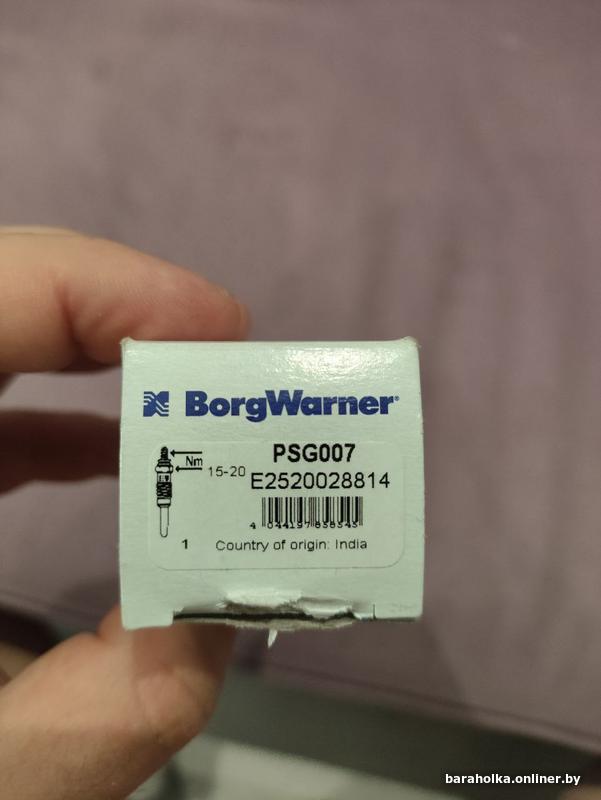 BorgWarner
PSG007
Nm 15-20
E2520028814
1
Country of origin: India
baraholka.onliner.by